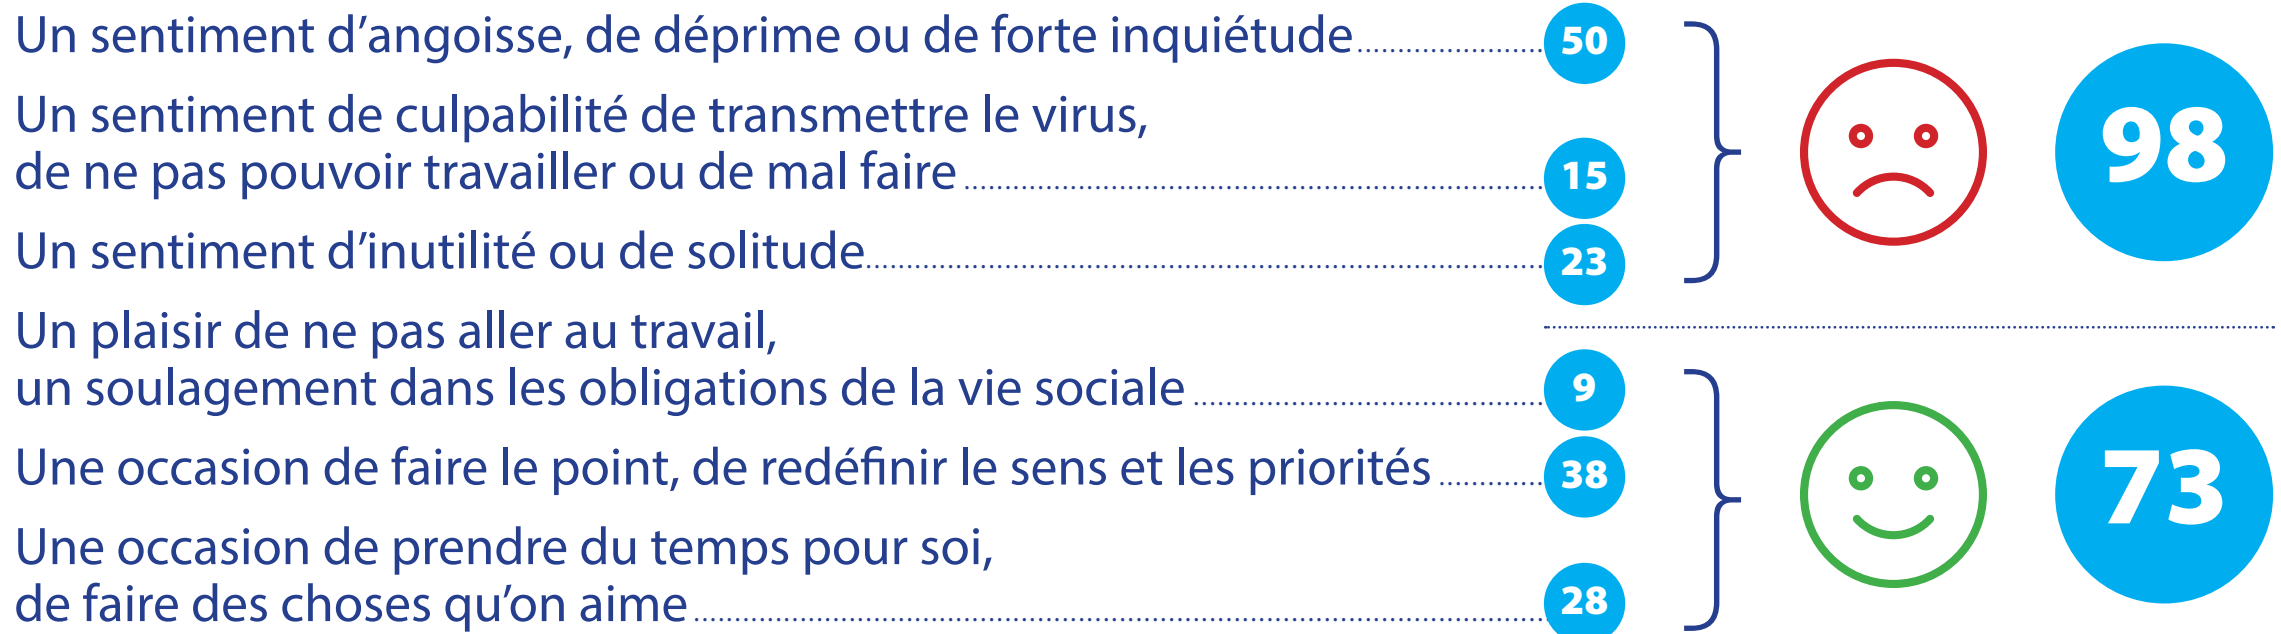 Un sentiment d’angoisse, de déprime ou de forte inquiétude 50
Un sentiment de culpabilité de transmettre le virus,
de ne pas pouvoir travailler ou de mal faire 15
Un sentiment d’inutilité ou de solitude 23
98
Un plaisir de ne pas aller au travail,
un soulagement dans les obligations de la vie sociale 9
Une occasion de faire le point, de redéfinir le sens et les priorités 38
Une occasion de prendre du temps pour soi,
de faire des choses qu’on aime 28
73